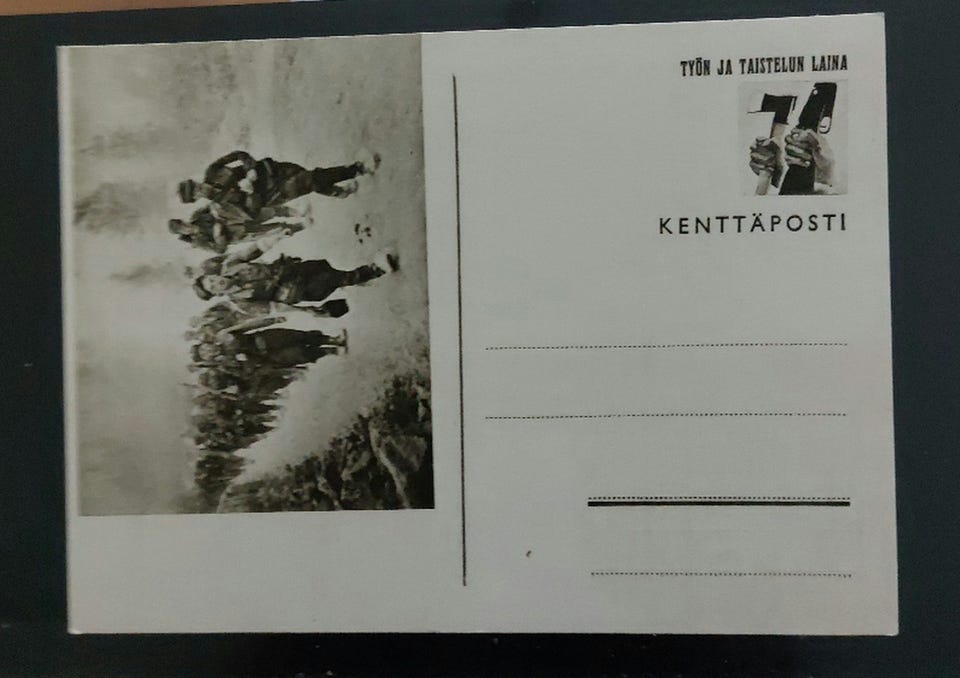 TYÖN JA TAISTELUN LAINA
KENTTÄPOSTI